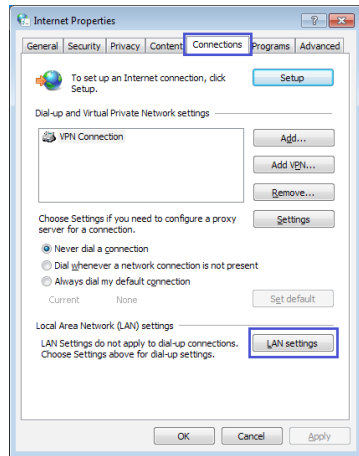 Internet Properties
General Security Privacy Content Connections Programs Advanced
To set up an Internet connection, click
Setup.
Setup
Dial-up and Virtual Private Network settings
VPN Connection
Add...
Add VPN...
Remove...
Choose Settings if you need to configure a proxy
server for a connection.
Settings
Never dial a connection
Dial whenever a network connection is not present
Always dial my default connection
Current None
Set default
Local Area Network (LAN) settings
LAN Settings do not apply to dial-up connections.
Choose Settings above for dial-up settings.
LAN settings
OK Cancel Apply